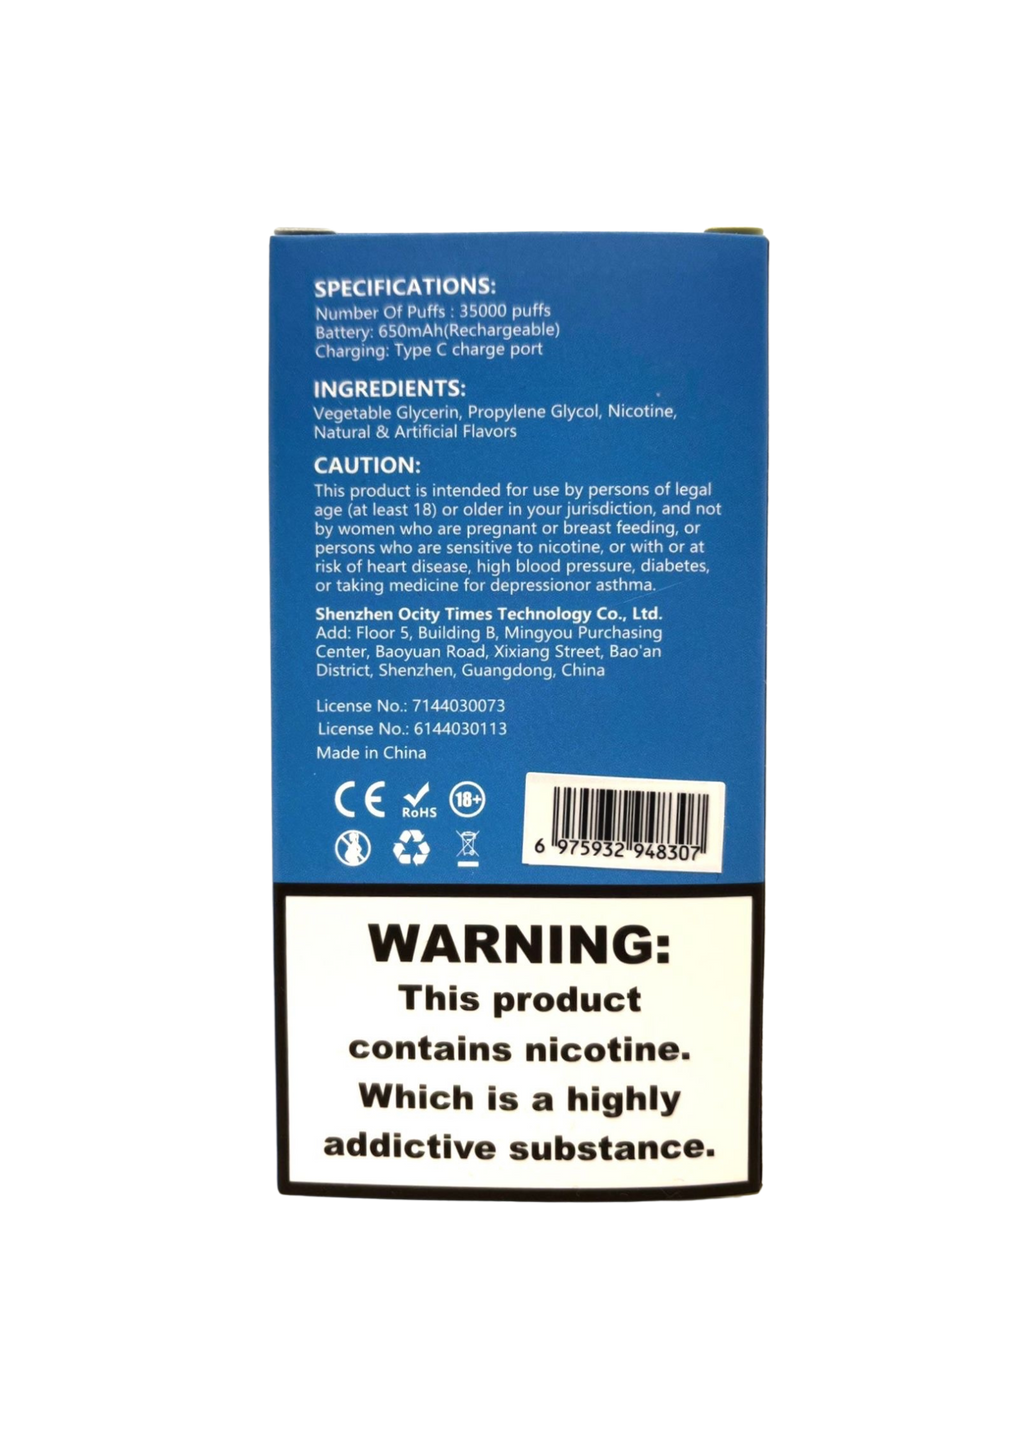 SPECIFICATIONS:
Number Of Puffs : 35000 puffs
Battery: 650mAh(Rechargeable)
Charging: Type C charge port
INGREDIENTS:
Vegetable Glycerin, Propylene Glycol, Nicotine,
Natural & Artificial Flavors
CAUTION:
This product is intended for use by persons of legal
age (at least 18) or older in your jurisdiction, and not
by women who are pregnant or breast feeding, or
persons who are sensitive to nicotine, or with or at
risk of heart disease, high blood pressure, diabetes,
or taking medicine for depressionor asthma.
Shenzhen Ocity Times Technology Co., Ltd.
Add: Floor 5, Building B, Mingyou Purchasing
Center, Baoyuan Road, Xixiang Street, Bao'an
District, Shenzhen, Guangdong, China
License No.: 7144030073
License No.: 6144030113
Made in China
CE RoHS 18+
6 975932 948307
WARNING:
This product
contains nicotine.
Which is a highly
addictive substance.